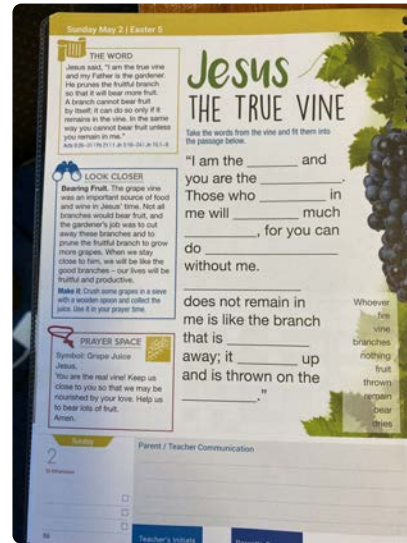 Sunday May 2 | Easter 5
THE WORD
Jesus said, "I am the true vine
and my Father is the gardener.
He prunes the fruitful branch
so that it will bear more fruit.
A branch cannot bear fruit
by itself; it can do so only if it
remains in the vine. In the same
way you cannot bear fruit unless
you remain in me."
LOOK CLOSER
Bearing Fruit. The grape vine
was an important source of food
and wine in Jesus' time. Not all
branches would bear fruit, and
the gardener's job was to cut
away these branches and to
prune the fruitful branch to grow
more grapes. When we stay
close to him, we will be like the
good branches – our lives will be
fruitful and productive.
Make it: Crush some grapes in a sieve
with a wooden spoon and collect the
juice. Use it in your prayer time.
PRAYER SPACE
Symbol: Grape Juice
Jesus,
You are the real vine! Keep us
close to you so that we may be
nourished by your love. Help us
to bear lots of fruit.
Amen.
Jesus
THE TRUE VINE
Take the words from the vine and fit them into
the passage below.
"I am the ________ and
you are the ____________.
Those who __________ in
me will __________ much
__________, for you can
do ____________________
without me.
________________
does not remain in
me is like the branch
that is ____________
away; it _________ up
and is thrown on the
__________."
Whoever
fire
vine
branches
nothing
fruit
thrown
remain
bear
dries
Sunday
2
Parent / Teacher Communication
Teacher's Initials